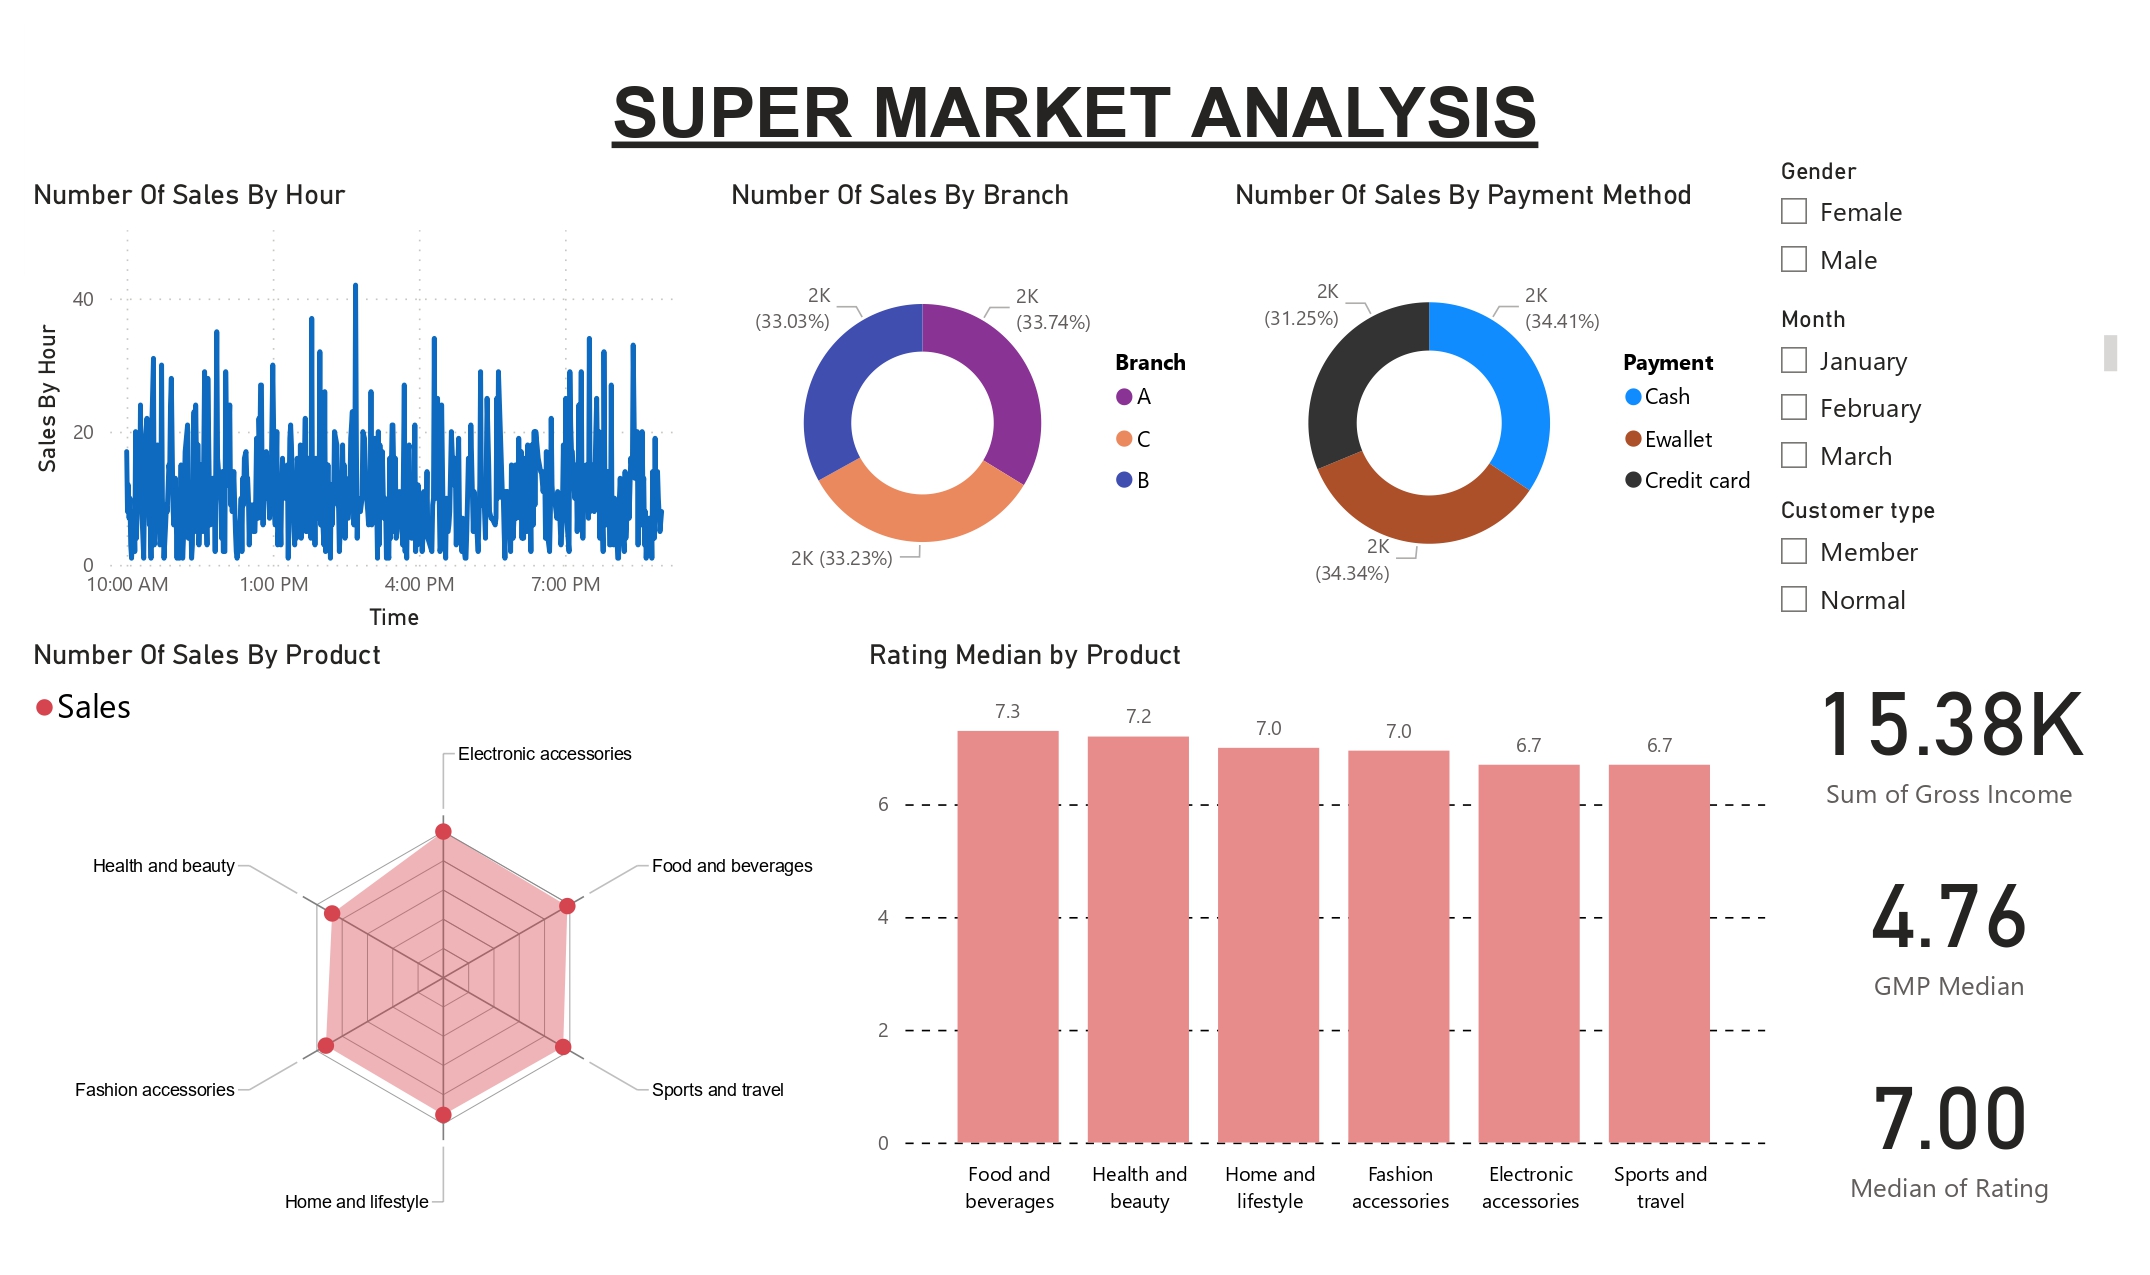 SUPER MARKET ANALYSIS
Number Of Sales By Hour
Sales By Hour
40
20
0
10:00 AM
1:00 PM
4:00 PM
7:00 PM
Time
Number Of Sales By Branch
2K
(33.03%)
2K
(33.74%)
2K (33.23%)
Branch
A
C
B
Number Of Sales By Payment Method
2K
(31.25%)
2K
(34.41%)
2K
(34.34%)
Payment
Cash
Ewallet
Credit card
Gender
Female
Male
Month
January
February
March
Customer type
Member
Normal
Number Of Sales By Product
Sales
Electronic accessories
Health and beauty
Food and beverages
Fashion accessories
Sports and travel
Home and lifestyle
Rating Median by Product
7.3
7.2
7.0
7.0
6.7
6.7
6
4
2
0
Food and
beverages
Health and
beauty
Home and
lifestyle
Fashion
accessories
Electronic
accessories
Sports and
travel
15.38K
Sum of Gross Income
4.76
GMP Median
7.00
Median of Rating